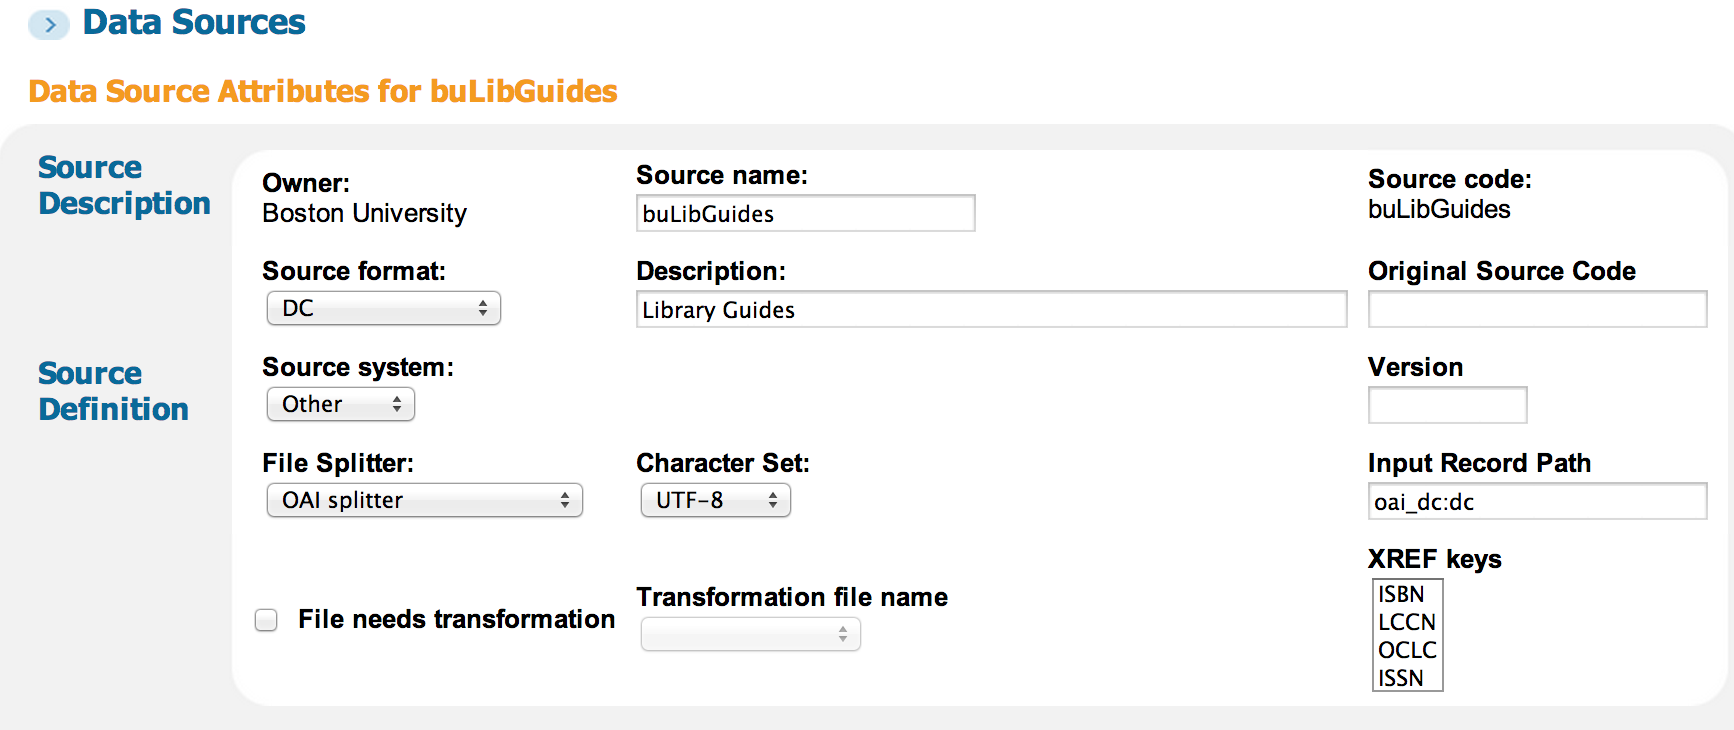 Data Sources
Data Source Attributes for buLibGuides
Source
Description
Owner:
Boston University
Source name:
buLibGuides
Source code:
buLibGuides
Source format:
DC
Description:
Library Guides
Original Source Code
Source
Definition
Source system:
Other
Version
File Splitter:
OAI splitter
Character Set:
UTF-8
Input Record Path
oai_dc:dc
File needs transformation
Transformation file name
XREF keys
ISBN
LCCN
OCLC
ISSN